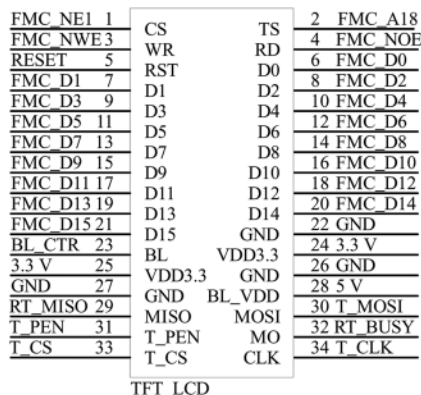 FMC_NE1 1 CS TS 2 FMC_A18
FMC_NWE 3 WR RD 4 FMC_NOE
RESET 5 RST D0 6 FMC_D0
FMC_D1 7 D1 D2 8 FMC_D2
FMC_D3 9 D3 D4 10 FMC_D4
FMC_D5 11 D5 D6 12 FMC_D6
FMC_D7 13 D7 D8 14 FMC_D8
FMC_D9 15 D9 D10 16 FMC_D10
FMC_D11 17 D11 D12 18 FMC_D12
FMC_D13 19 D13 D14 20 FMC_D14
FMC_D15 21 D15 GND 22 GND
BL_CTR 23 BL VDD3.3 24 3.3 V
3.3 V 25 VDD3.3 GND 26 GND
GND 27 GND BL_VDD 28 5 V
RT_MISO 29 MISO MOSI 30 T_MOSI
T_PEN 31 T_PEN MO 32 RT_BUSY
T_CS 33 T_CS CLK 34 T_CLK
TFT_LCD